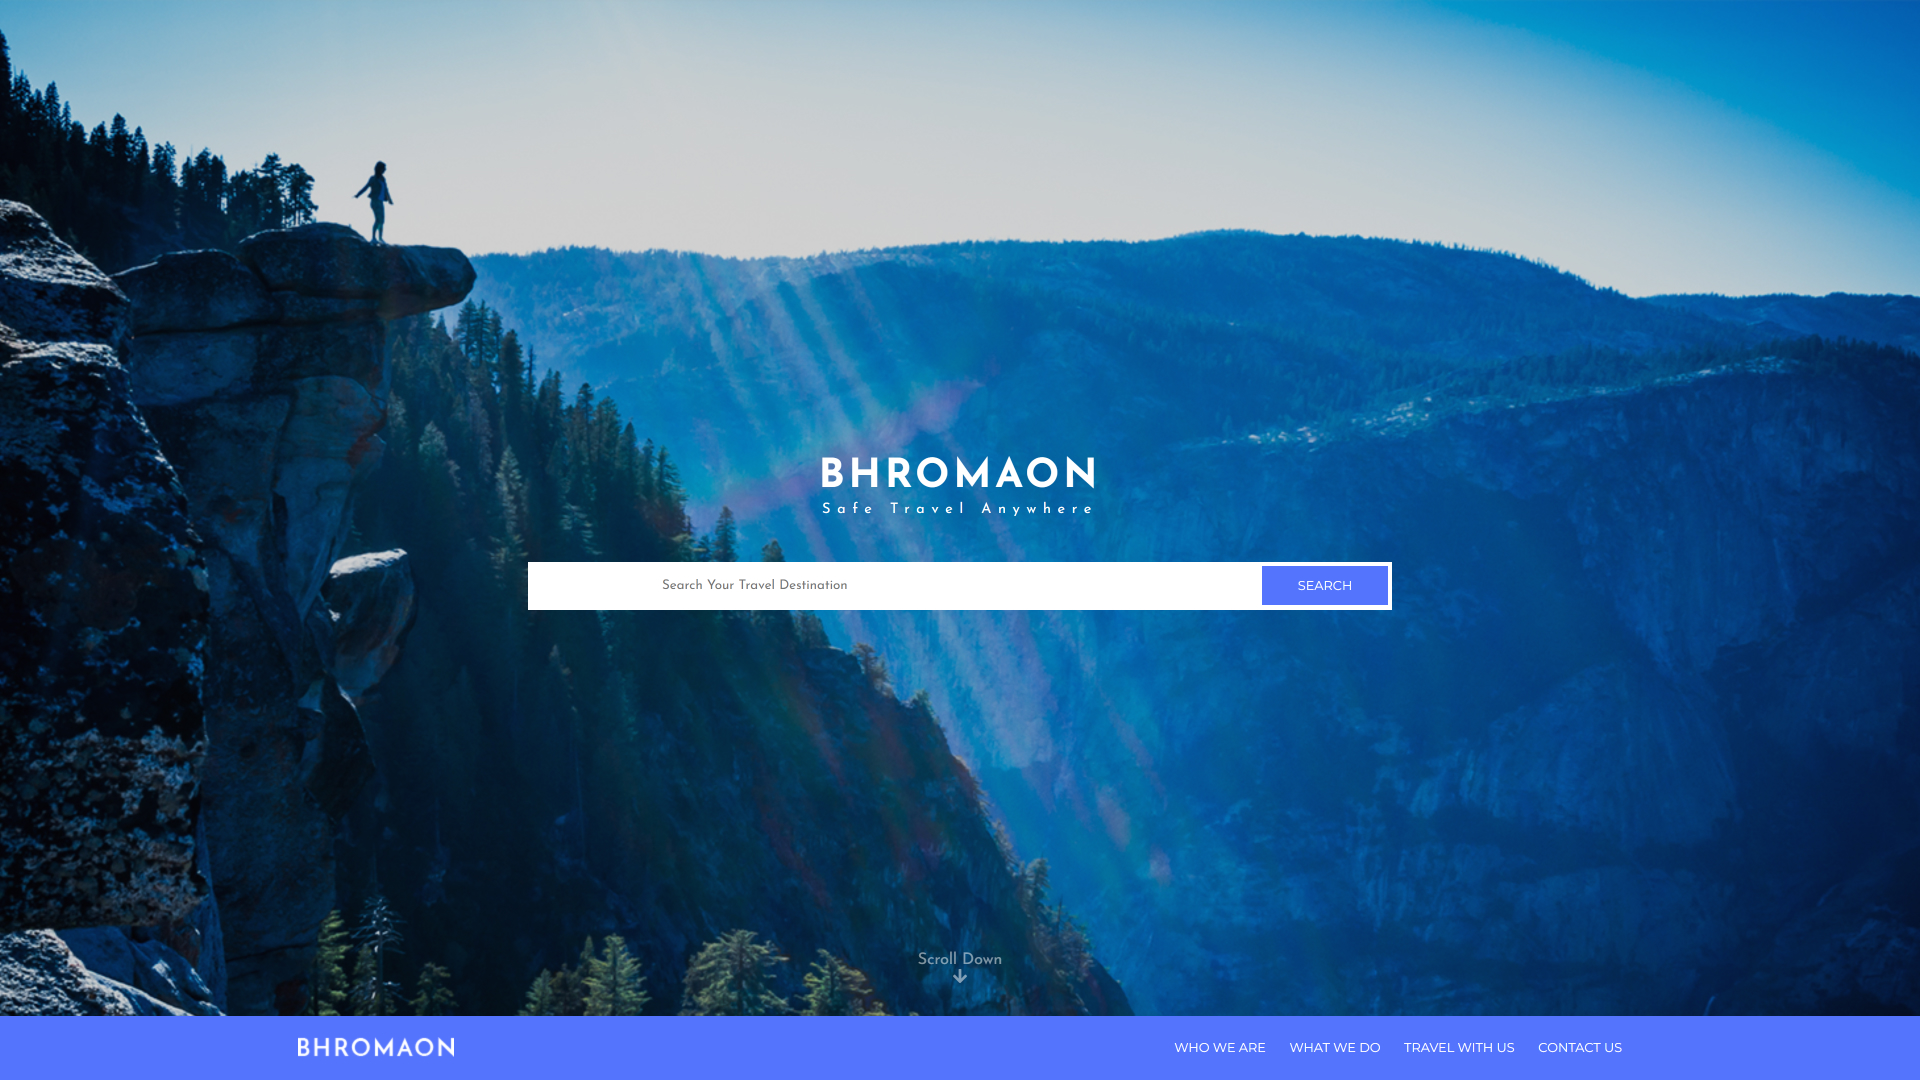 BHROMAON
Safe Travel Anywhere
Search Your Travel Destination
SEARCH
Scroll Down
BHROMAON
WHO WE ARE
WHAT WE DO
TRAVEL WITH US
CONTACT US